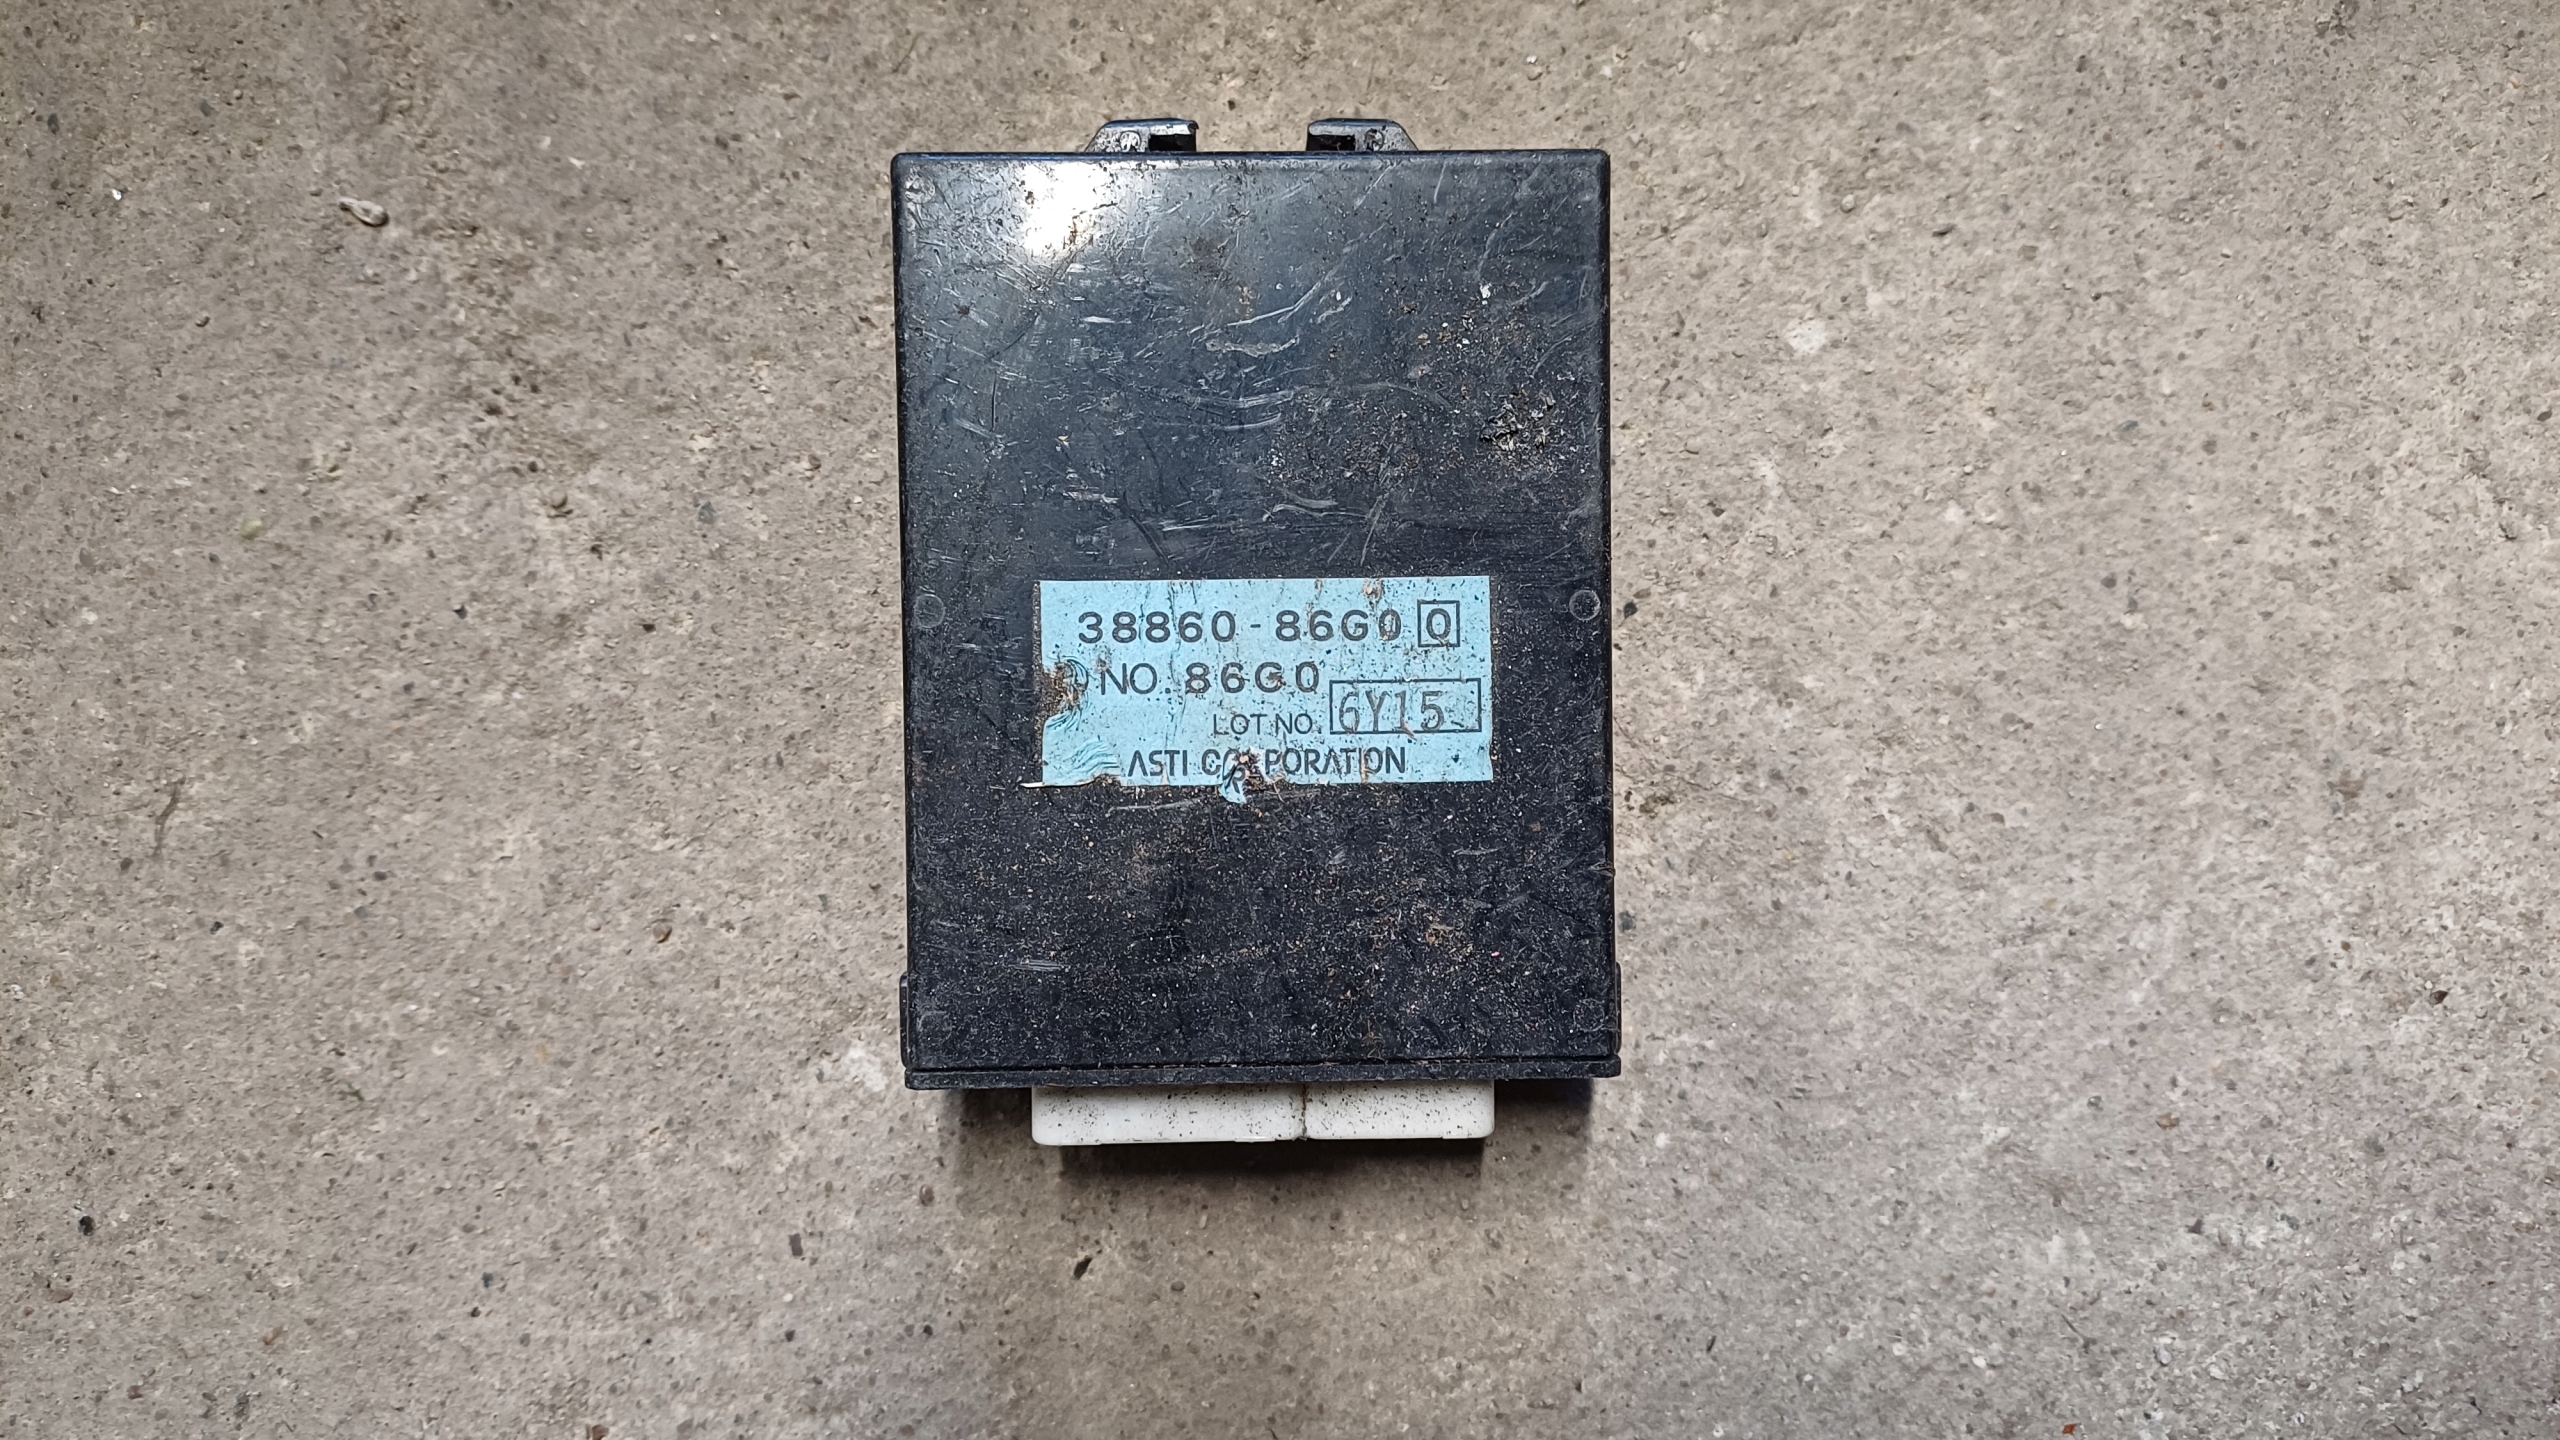 38860-86G0 0
NO. 86G0
LOT NO. 6Y15
ASTI CORPORATION